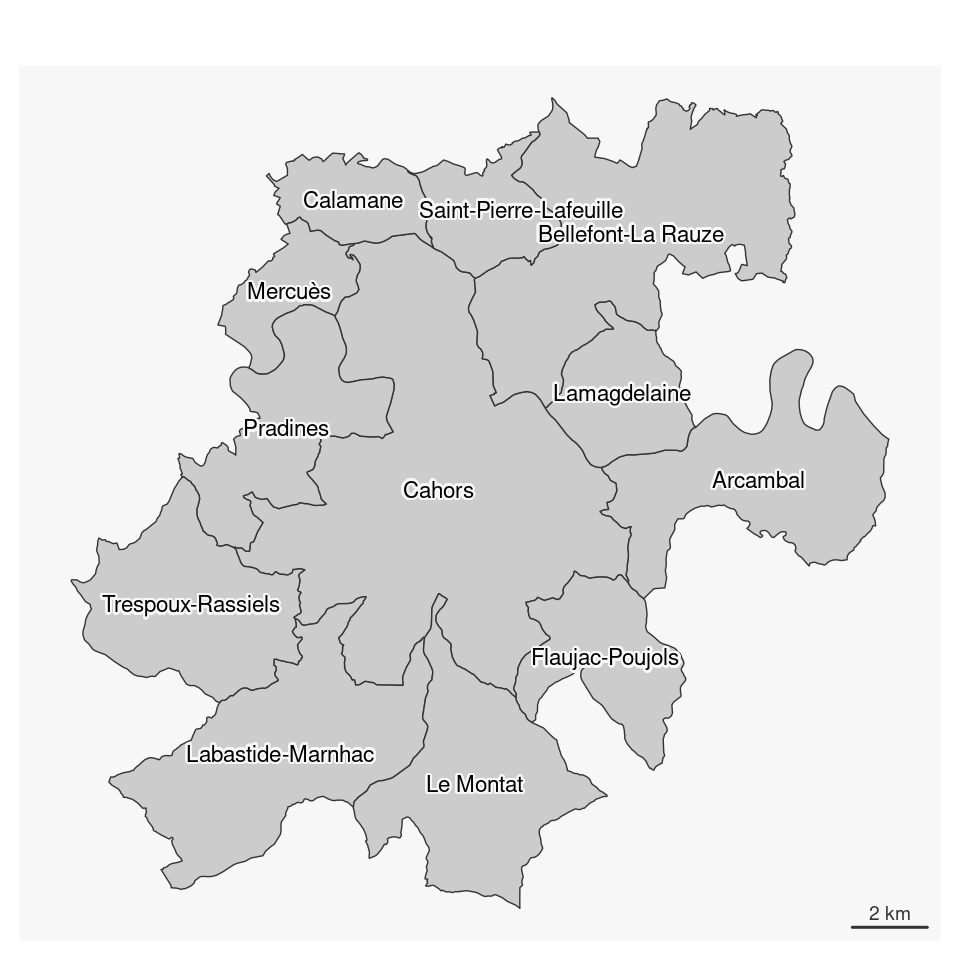 Calamane
Saint-Pierre-Lafeuille
Bellefont-La Rauze
Mercuès
Lamagdelaine
Pradines
Arcambal
Cahors
Trespoux-Rassiels
Flaujac-Poujols
Labastide-Marnhac
Le Montat
2 km